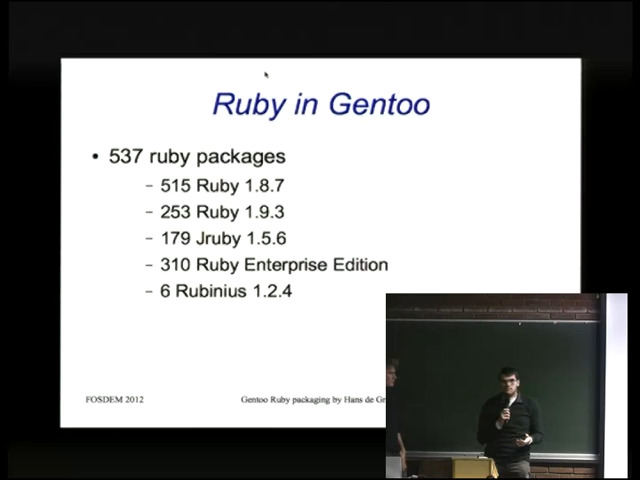 Ruby in Gentoo
• 537 ruby packages
– 515 Ruby 1.8.7
– 253 Ruby 1.9.3
– 179 Jruby 1.5.6
– 310 Ruby Enterprise Edition
– 6 Rubinius 1.2.4
FOSDEM 2012
Gentoo Ruby packaging by Hans de